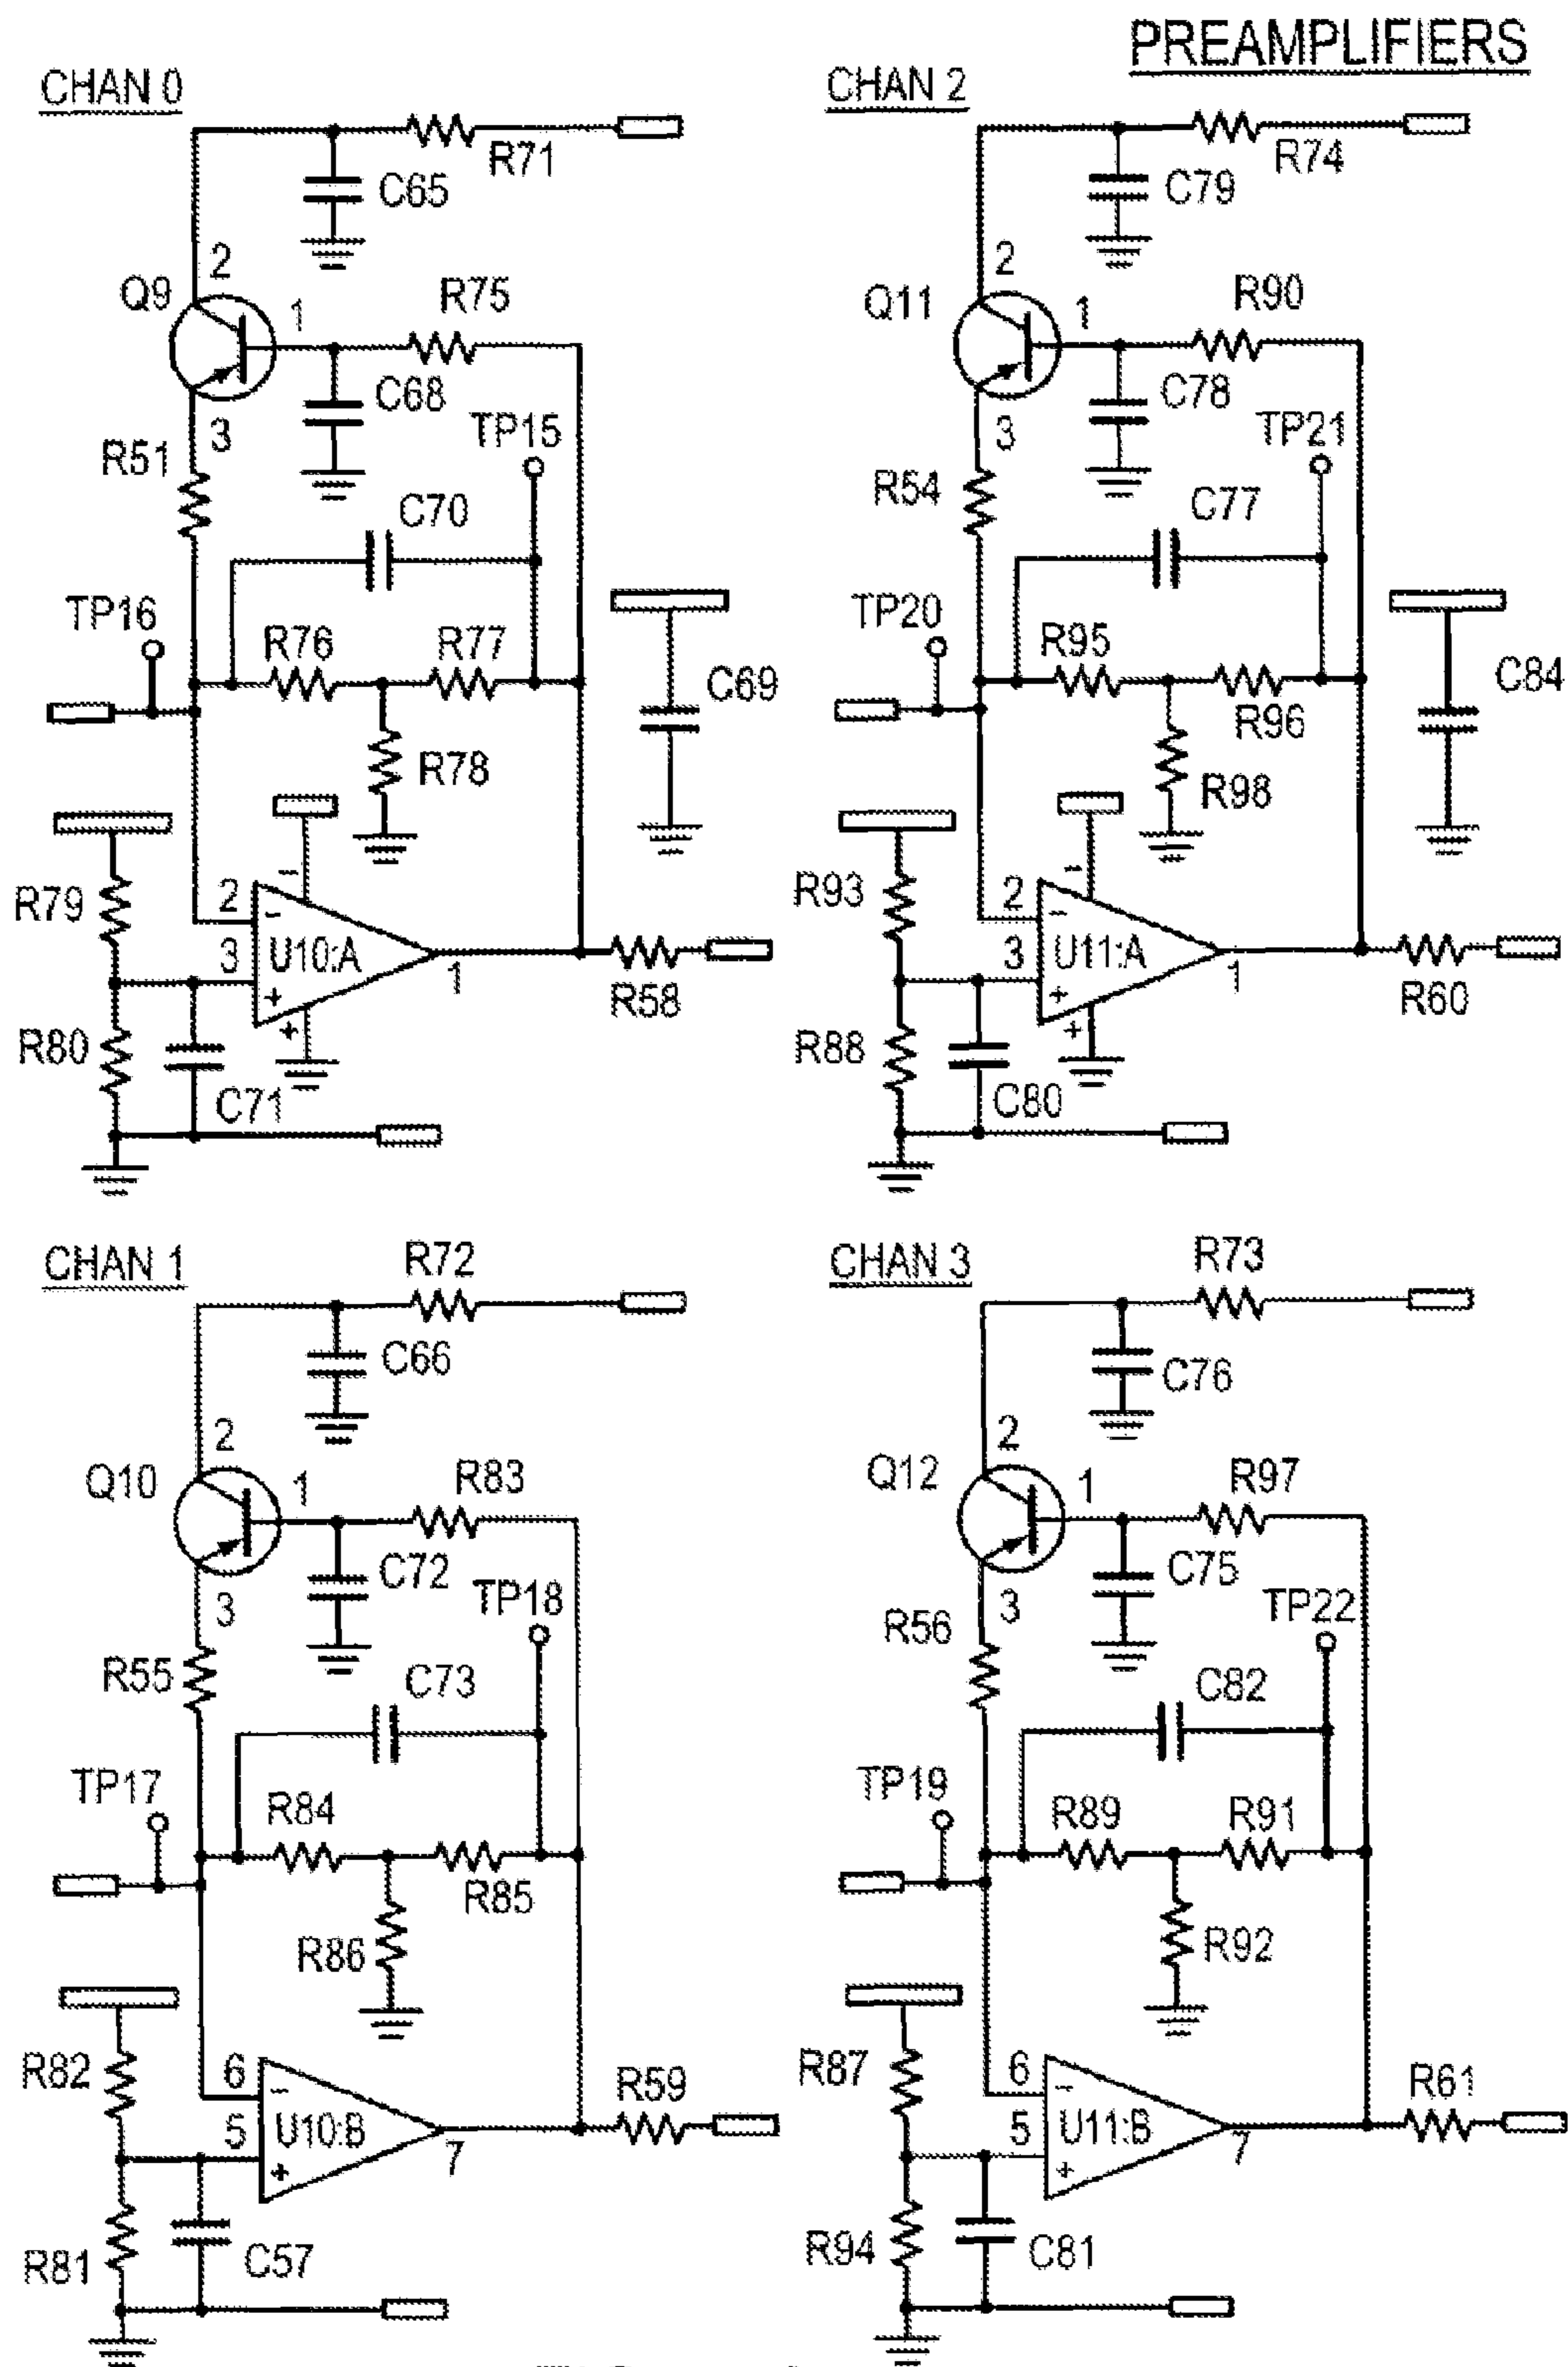 PREAMPLIFIERS
CHAN 0
R71
C65
2
Q9
1
R75
C68
3
R51
TP15
C70
TP16
R76
R77
C69
R78
-
R79
2
-
3
U10:A
+
1
R58
R80
+
C71
CHAN 2
R74
C79
2
Q11
1
R90
C78
3
R54
TP21
C77
TP20
R95
R96
C84
R98
-
R93
2
-
3
U11:A
+
1
R60
R88
+
C80
CHAN 1
R72
C66
2
Q10
1
R83
C72
3
R55
TP18
C73
TP17
R84
R85
R86
R82
6
-
5
U10:B
+
7
R59
R81
C57
CHAN 3
R73
C76
2
Q12
1
R97
C75
3
R56
TP22
C82
TP19
R89
R91
R92
R87
6
-
5
U11:B
+
7
R61
R94
C81